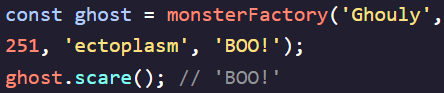 const ghost = monsterFactory('Ghouly',
251, 'ectoplasm', 'BOO!');
ghost.scare(); // 'BOO!'